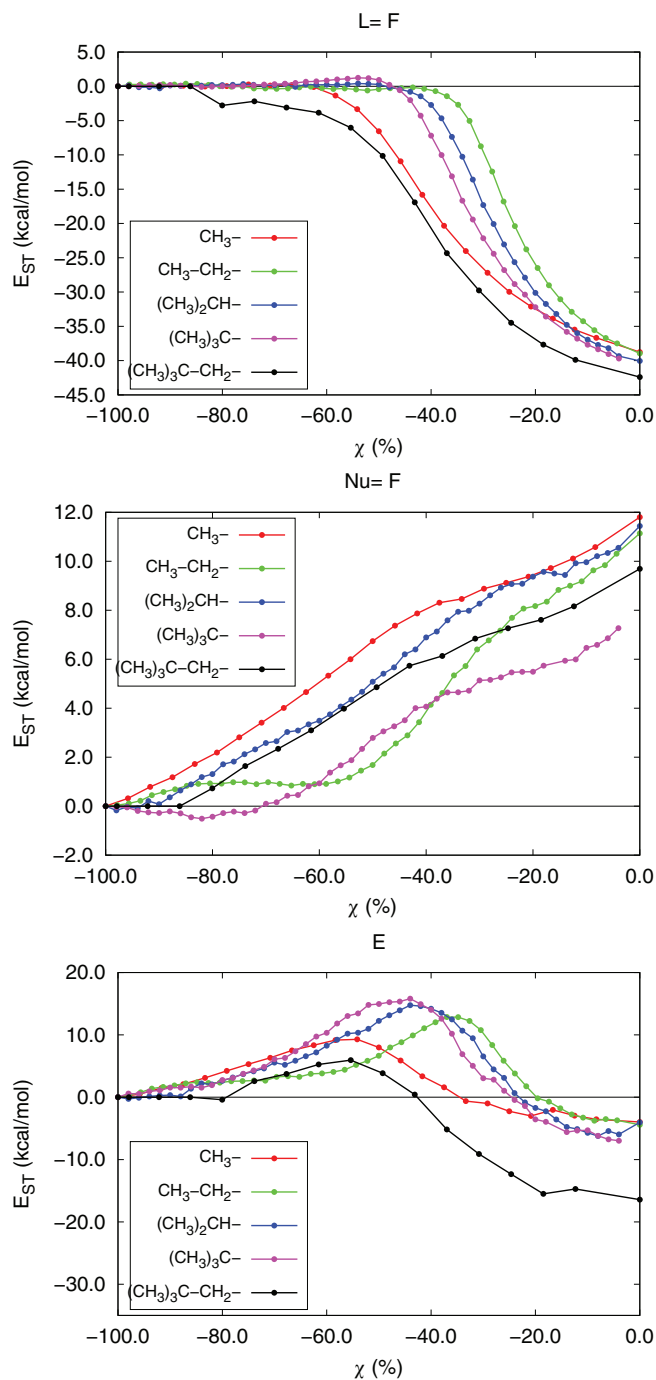 L= F
5.0
0.0
−5.0
−10.0
−15.0
−20.0
−25.0
−30.0
−35.0
−40.0
−45.0
E_ST (kcal/mol)
CH₃−
CH₃−CH₂−
(CH₃)₂CH−
(CH₃)₃C−
(CH₃)₃C−CH₂−
−100.0 −80.0 −60.0 −40.0 −20.0 0.0
χ (%)
Nu= F
12.0
10.0
8.0
6.0
4.0
2.0
0.0
−2.0
E_ST (kcal/mol)
CH₃−
CH₃−CH₂−
(CH₃)₂CH−
(CH₃)₃C−
(CH₃)₃C−CH₂−
−100.0 −80.0 −60.0 −40.0 −20.0 0.0
χ (%)
E
20.0
10.0
0.0
−10.0
−20.0
−30.0
E_ST (kcal/mol)
CH₃−
CH₃−CH₂−
(CH₃)₂CH−
(CH₃)₃C−
(CH₃)₃C−CH₂−
−100.0 −80.0 −60.0 −40.0 −20.0 0.0
χ (%)